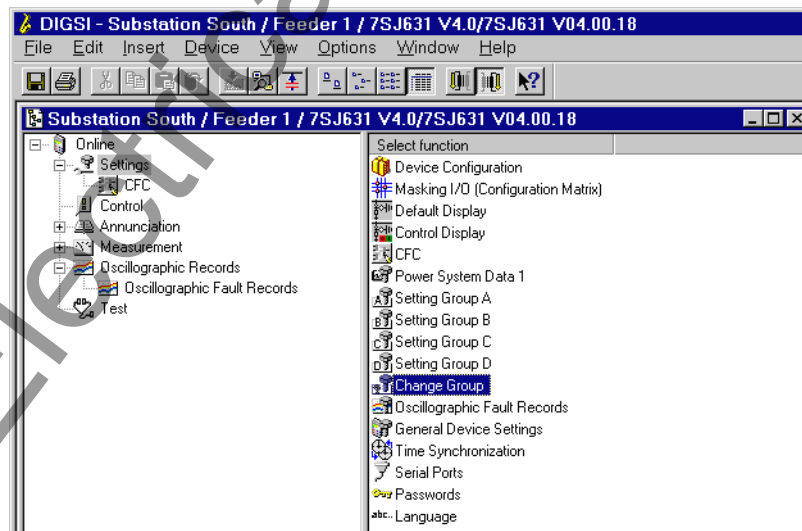 DIGSI - Substation South / Feeder 1 / 7SJ631 V4.0/7SJ631 V04.00.18
File Edit Insert Device View Options Window Help
Substation South / Feeder 1 / 7SJ631 V4.0/7SJ631 V04.00.18
Online
Settings
CFC
Control
Annunciation
Measurement
Oscillographic Records
Oscillographic Fault Records
Test
Select function
Device Configuration
Masking I/O (Configuration Matrix)
Default Display
Control Display
CFC
Power System Data 1
Setting Group A
Setting Group B
Setting Group C
Setting Group D
Change Group
Oscillographic Fault Records
General Device Settings
Time Synchronization
Serial Ports
Passwords
Language